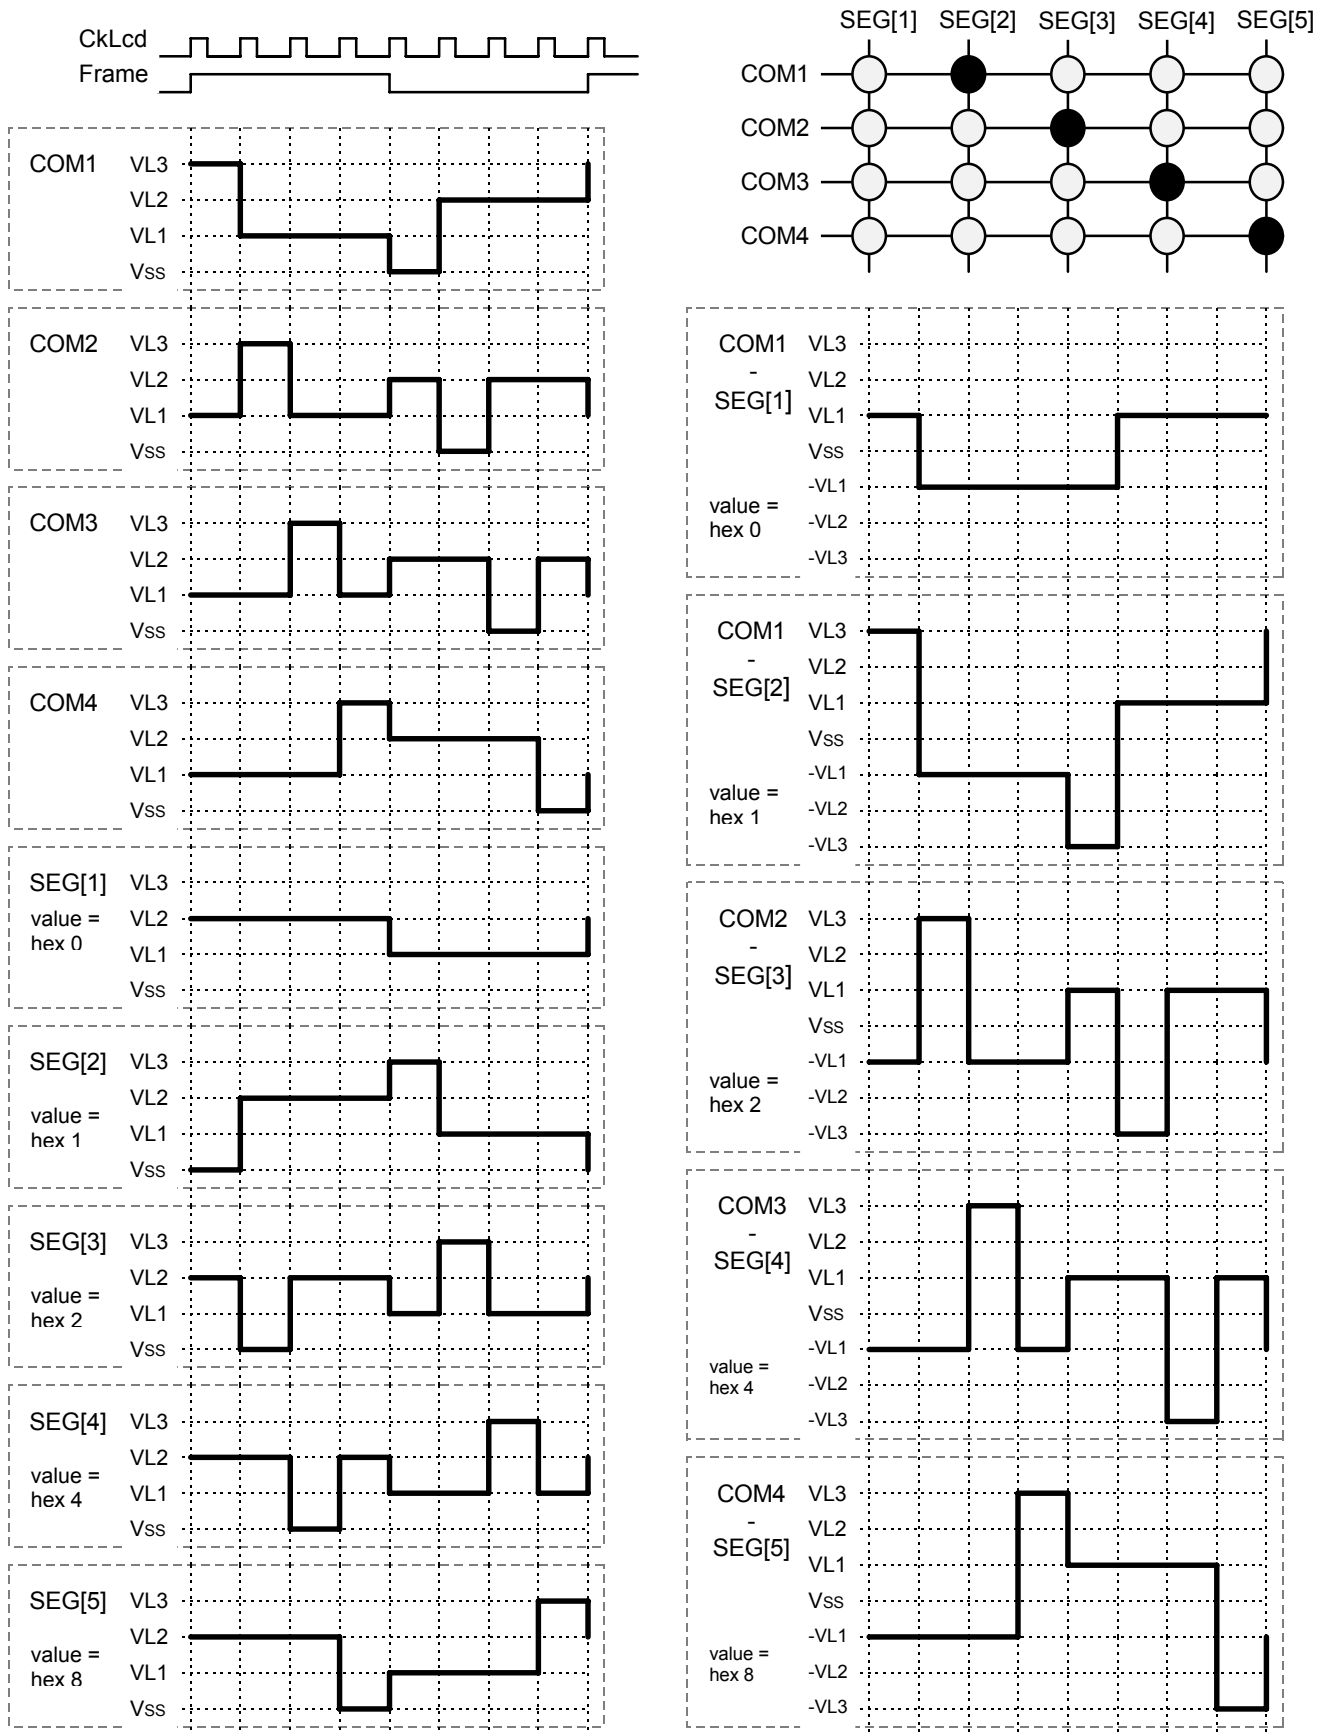 CkLcd
Frame
COM1
VL3
VL2
VL1
Vss
COM2
VL3
VL2
VL1
Vss
COM3
VL3
VL2
VL1
Vss
COM4
VL3
VL2
VL1
Vss
SEG[1]
value =
hex 0
VL3
VL2
VL1
Vss
SEG[2]
value =
hex 1
VL3
VL2
VL1
Vss
SEG[3]
value =
hex 2
VL3
VL2
VL1
Vss
SEG[4]
value =
hex 4
VL3
VL2
VL1
Vss
SEG[5]
value =
hex 8
VL3
VL2
VL1
Vss
SEG[1] SEG[2] SEG[3] SEG[4] SEG[5]
COM1
COM2
COM3
COM4
COM1
-
SEG[1]
value =
hex 0
VL3
VL2
VL1
Vss
-VL1
-VL2
-VL3
COM1
-
SEG[2]
value =
hex 1
VL3
VL2
VL1
Vss
-VL1
-VL2
-VL3
COM2
-
SEG[3]
value =
hex 2
VL3
VL2
VL1
Vss
-VL1
-VL2
-VL3
COM3
-
SEG[4]
value =
hex 4
VL3
VL2
VL1
Vss
-VL1
-VL2
-VL3
COM4
-
SEG[5]
value =
hex 8
VL3
VL2
VL1
Vss
-VL1
-VL2
-VL3